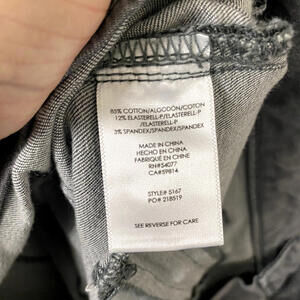 85% COTTON/ALGODÓN/COTON
12% ELASTERELL-P/ELASTERELL-P
/ELASTERELL-P
3% SPANDEX/SPANDEX/SPANDEX
MADE IN CHINA
HECHO EN CHINA
FABRIQUÉ EN CHINE
RN#54077
CA#59814
STYLE# 5167
PO# 218519
SEE REVERSE FOR CARE